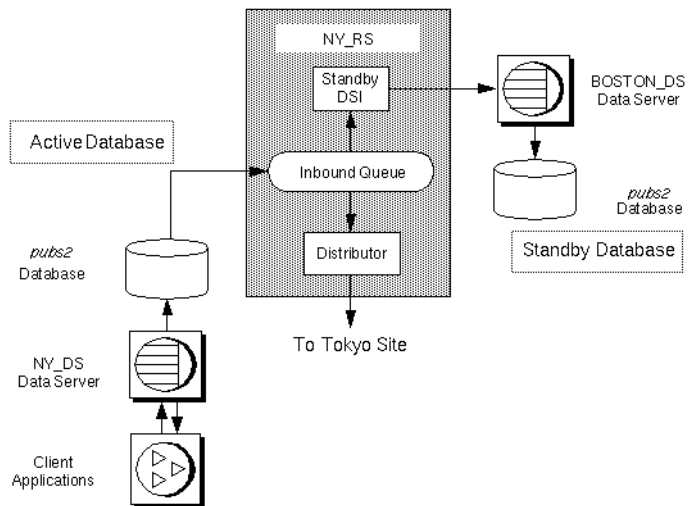 NY_RS
Standby
DSI
BOSTON_DS
Data Server
Active Database
Inbound Queue
pubs2
Database
pubs2
Database
Distributor
Standby Database
To Tokyo Site
NY_DS
Data Server
Client
Applications